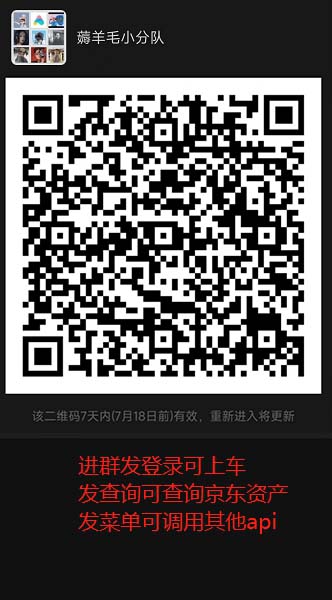 薅羊毛小分队
该二维码7天内(7月18日前)有效，重新进入将更新
进群发登录可上车
发查询可查询京东资产
发菜单可调用其他api